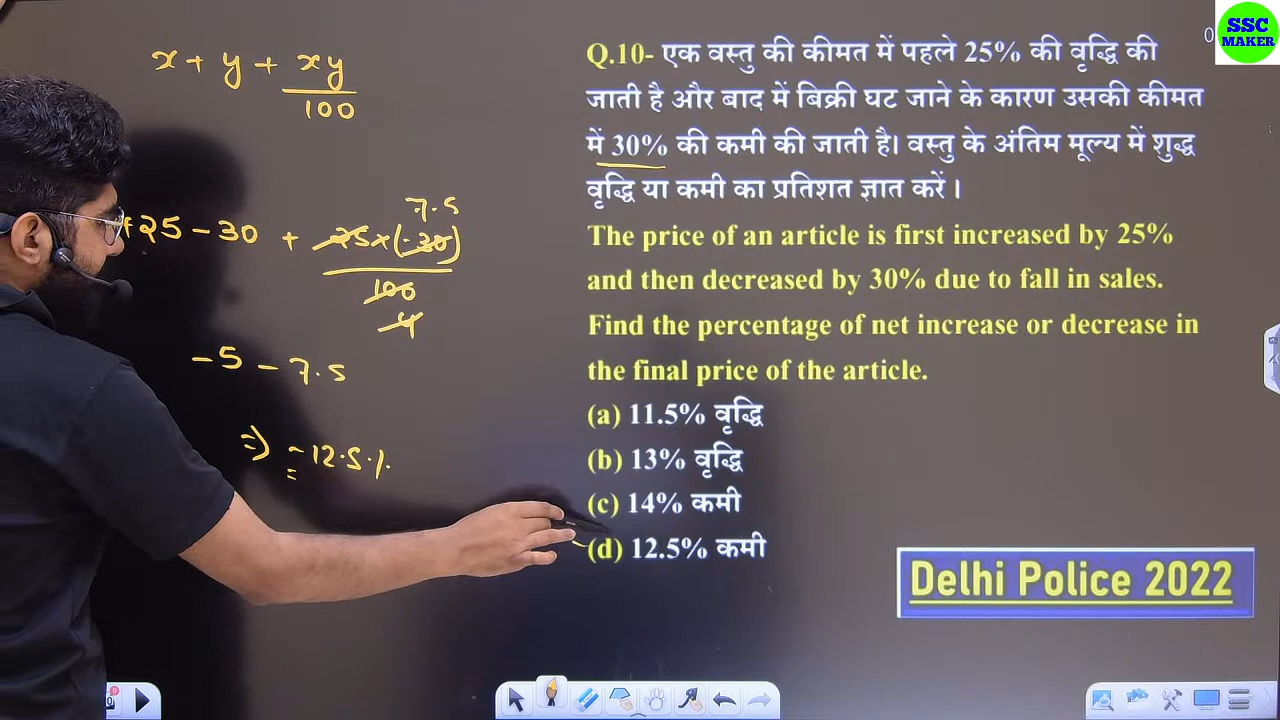 SSC
MAKER
x + y + xy
100
Q.10- एक वस्तु की कीमत में पहले 25% की वृद्धि की
जाती है और बाद में बिक्री घट जाने के कारण उसकी कीमत
में 30% की कमी की जाती है। वस्तु के अंतिम मूल्य में शुद्ध
वृद्धि या कमी का प्रतिशत ज्ञात करें।
The price of an article is first increased by 25%
and then decreased by 30% due to fall in sales.
Find the percentage of net increase or decrease in
the final price of the article.
(a) 11.5% वृद्धि
(b) 13% वृद्धि
(c) 14% कमी
(d) 12.5% कमी
7.5
+25 - 30 + 25×(-30)
100
4
-5 - 7.5
=) -12.5%
Delhi Police 2022